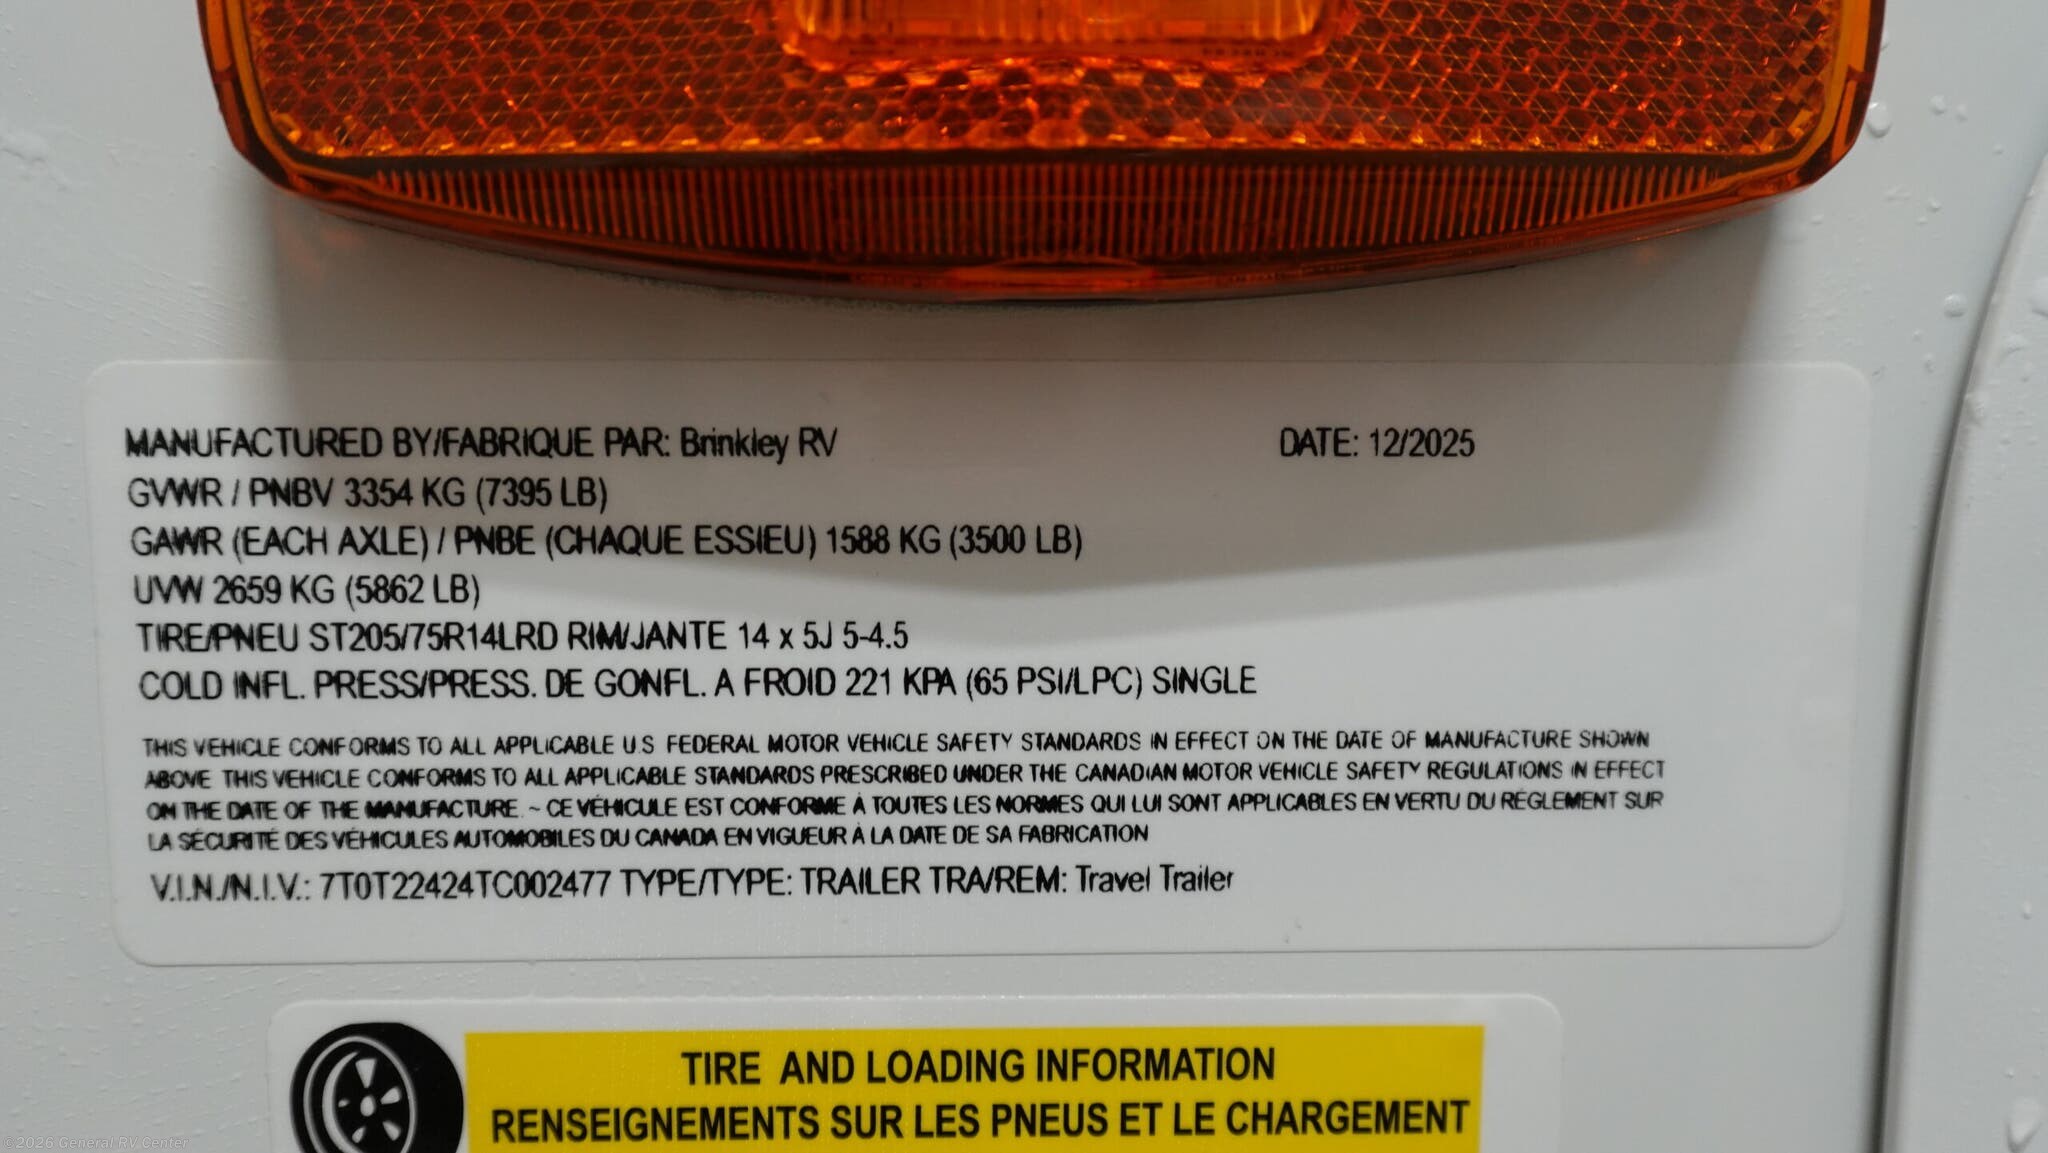 MANUFACTURED BY/FABRIQUE PAR: Brinkley RV DATE: 12/2025
GVWR / PNBV 3354 KG (7395 LB)
GAWR (EACH AXLE) / PNBE (CHAQUE ESSIEU) 1588 KG (3500 LB)
UVW 2659 KG (5862 LB)
TIRE/PNEU ST205/75R14LRD RIM/JANTE 14 x 5J 5-4.5
COLD INFL. PRESS/PRESS. DE GONFL. A FROID 221 KPA (65 PSI/LPC) SINGLE
THIS VEHICLE CONFORMS TO ALL APPLICABLE U.S FEDERAL MOTOR VEHICLE SAFETY STANDARDS IN EFFECT ON THE DATE OF MANUFACTURE SHOWN
ABOVE THIS VEHICLE CONFORMS TO ALL APPLICABLE STANDARDS PRESCRIBED UNDER THE CANADIAN MOTOR VEHICLE SAFETY REGULATIONS IN EFFECT
ON THE DATE OF THE MANUFACTURE. ~ CE VÉHICULE EST CONFORME À TOUTES LES NORMES QUI LUI SONT APPLICABLES EN VERTU DU RÉGLEMENT SUR
LA SÉCURITÉ DES VÉHICULES AUTOMOBILES DU CANADA EN VIGUEUR À LA DATE DE SA FABRICATION
V.I.N./N.I.V.: 7T0T22424TC002477 TYPE/TYPE: TRAILER TRA/REM: Travel Trailer
TIRE AND LOADING INFORMATION
RENSEIGNEMENTS SUR LES PNEUS ET LE CHARGEMENT
©2026 General RV Center